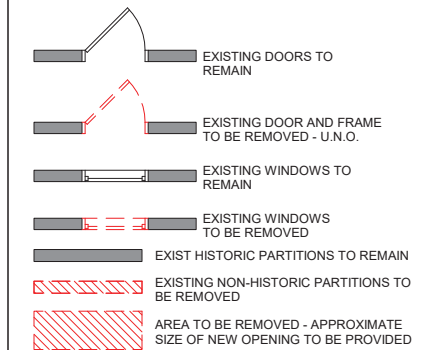 EXISTING DOORS TO
REMAIN
EXISTING DOOR AND FRAME
TO BE REMOVED - U.N.O.
EXISTING WINDOWS TO
REMAIN
EXISTING WINDOWS
TO BE REMOVED
EXIST HISTORIC PARTITIONS TO REMAIN
EXISTING NON-HISTORIC PARTITIONS TO
BE REMOVED
AREA TO BE REMOVED - APPROXIMATE
SIZE OF NEW OPENING TO BE PROVIDED